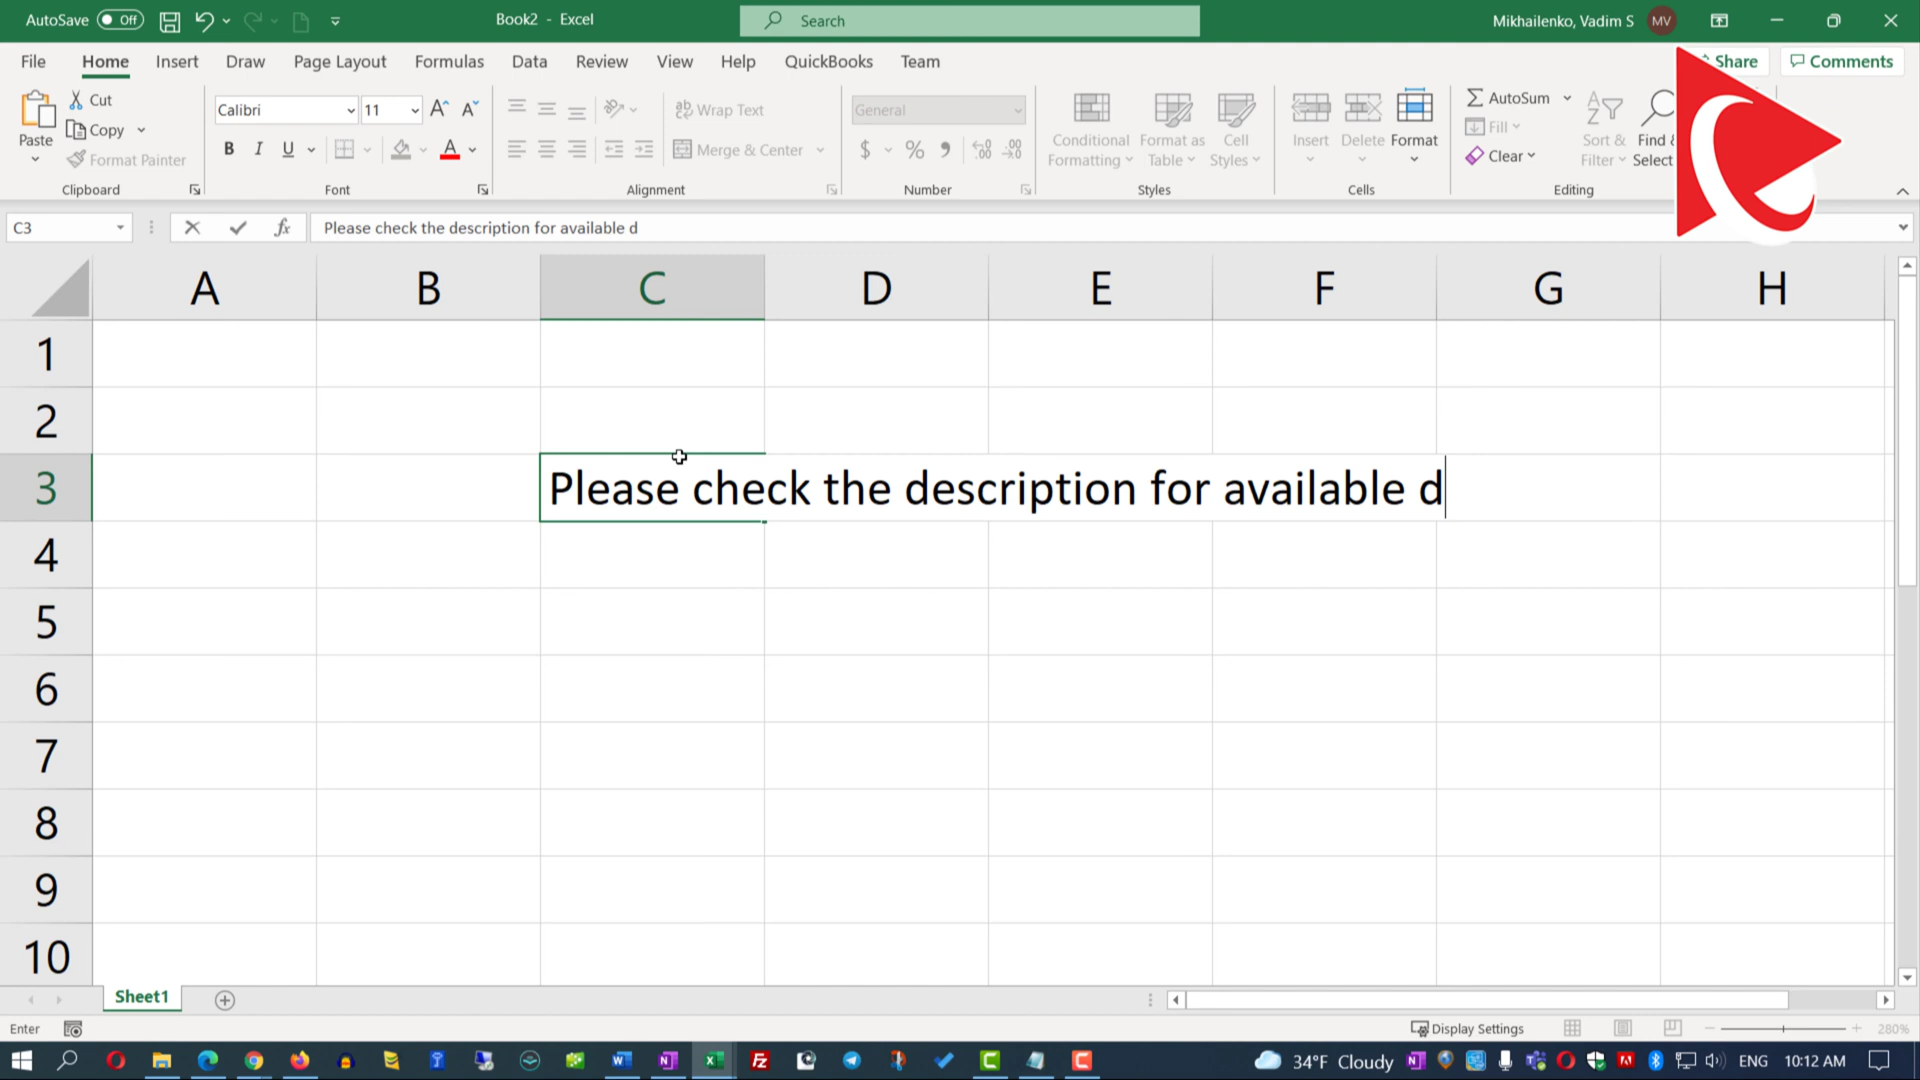 AutoSave Off Book2 - Excel Search Mikhailenko, Vadim S MV
File Home Insert Draw Page Layout Formulas Data Review View Help QuickBooks Team Share Comments
Paste
Cut
Copy
Format Painter
Clipboard
Calibri 11
B I U A
Font
Wrap Text
Merge & Center
Alignment
General
$ % 9
Number
Conditional Formatting
Format as Table
Cell Styles
Styles
Insert Delete Format
Cells
AutoSum
Fill
Clear
Sort & Filter
Find &
Select
Editing
C3 fx Please check the description for available d
A B C D E F G H
1
2
3 Please check the description for available d
4
5
6
7
8
9
10
Sheet1
Enter Display Settings 280%
34°F Cloudy ENG 10:12 AM